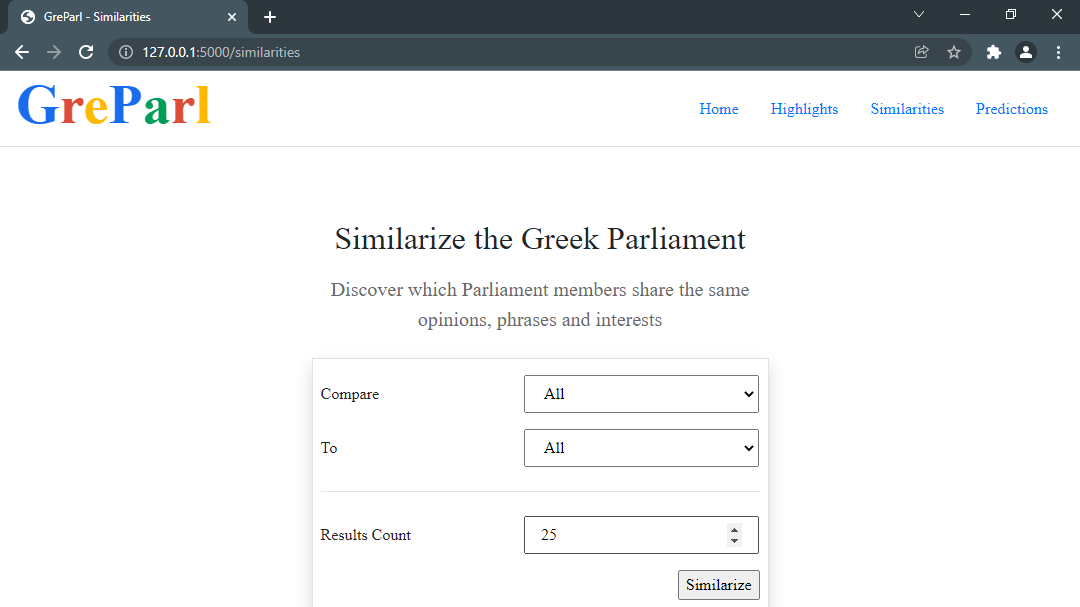 GreParl - Similarities
127.0.0.1:5000/similarities
GreParl
Home Highlights Similarities Predictions
Similarize the Greek Parliament
Discover which Parliament members share the same
opinions, phrases and interests
Compare All
To All
Results Count 25
Similarize